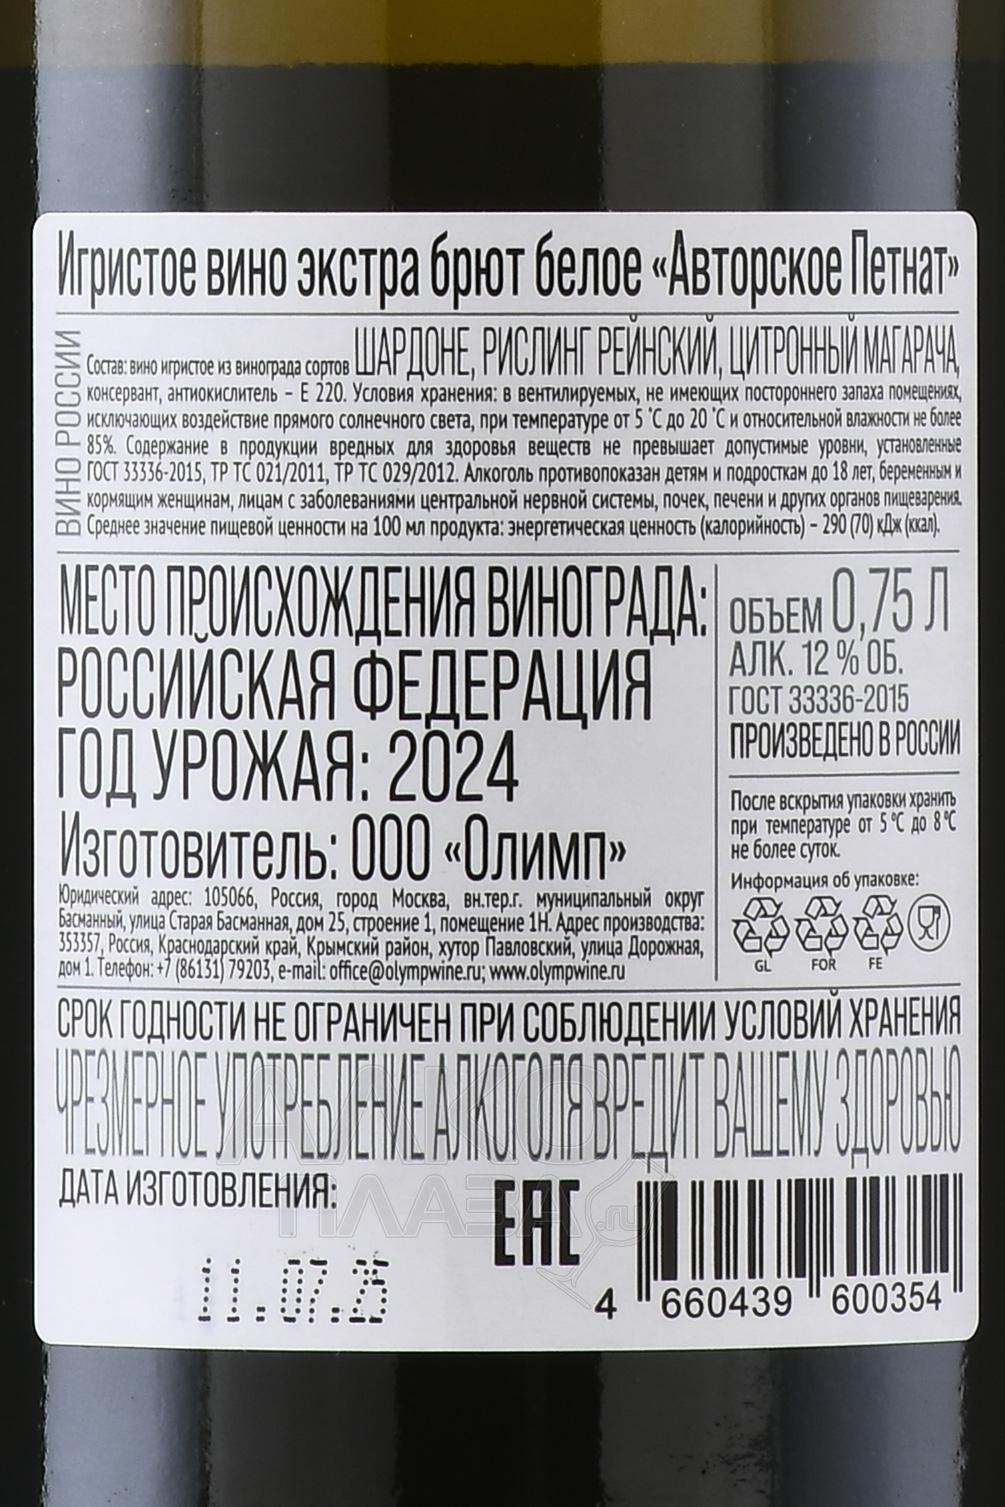 Игристое вино экстра брют белое «Авторское Петнат»
ВИНО РОССИИ
Состав: вино игристое из винограда сортов ШАРДОНЕ, РИСЛИНГ РЕЙНСКИЙ, ЦИТРОННЫЙ МАГАРАЧА,
консервант, антиокислитель – Е 220. Условия хранения: в вентилируемых, не имеющих постороннего запаха помещениях,
исключающих воздействие прямого солнечного света, при температуре от 5 ˚С до 20 ˚С и относительной влажности не более
85%. Содержание в продукции вредных для здоровья веществ не превышает допустимые уровни, установленные
ГОСТ 33336-2015, ТР ТС 021/2011, ТР ТС 029/2012. Алкоголь противопоказан детям и подросткам до 18 лет, беременным и
кормящим женщинам, лицам с заболеваниями центральной нервной системы, почек, печени и других органов пищеварения.
Среднее значение пищевой ценности на 100 мл продукта: энергетическая ценность (калорийность) – 290 (70) кДж (ккал).
МЕСТО ПРОИСХОЖДЕНИЯ ВИНОГРАДА:
РОССИЙСКАЯ ФЕДЕРАЦИЯ
ГОД УРОЖАЯ: 2024
Изготовитель: ООО «Олимп»
Юридический адрес: 105066, Россия, город Москва, вн.тер.г. муниципальный округ
Басманный, улица Старая Басманная, дом 25, строение 1, помещение 1Н. Адрес производства:
353357, Россия, Краснодарский край, Крымский район, хутор Павловский, улица Дорожная,
дом 1. Телефон: +7 (86131) 79203, e-mail: office@olympwine.ru; www.olympwine.ru
ОБЪЕМ 0,75 Л
АЛК. 12 % ОБ.
ГОСТ 33336-2015
ПРОИЗВЕДЕНО В РОССИИ
После вскрытия упаковки хранить
при температуре от 5 °С до 8 °С
не более суток.
Информация об упаковке:
GL FOR FE
СРОК ГОДНОСТИ НЕ ОГРАНИЧЕН ПРИ СОБЛЮДЕНИИ УСЛОВИЙ ХРАНЕНИЯ
ЧРЕЗМЕРНОЕ УПОТРЕБЛЕНИЕ АЛКОГОЛЯ ВРЕДИТ ВАШЕМУ ЗДОРОВЬЮ
АЛКО
ПЛАЗА.ru
ДАТА ИЗГОТОВЛЕНИЯ:
11.07.25
EAC
4 660439 600354